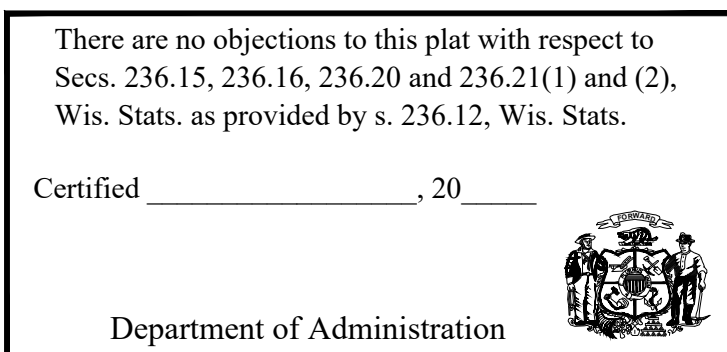 There are no objections to this plat with respect to
Secs. 236.15, 236.16, 236.20 and 236.21(1) and (2),
Wis. Stats. as provided by s. 236.12, Wis. Stats.
Certified __________________, 20_____
FORWARD
Department of Administration